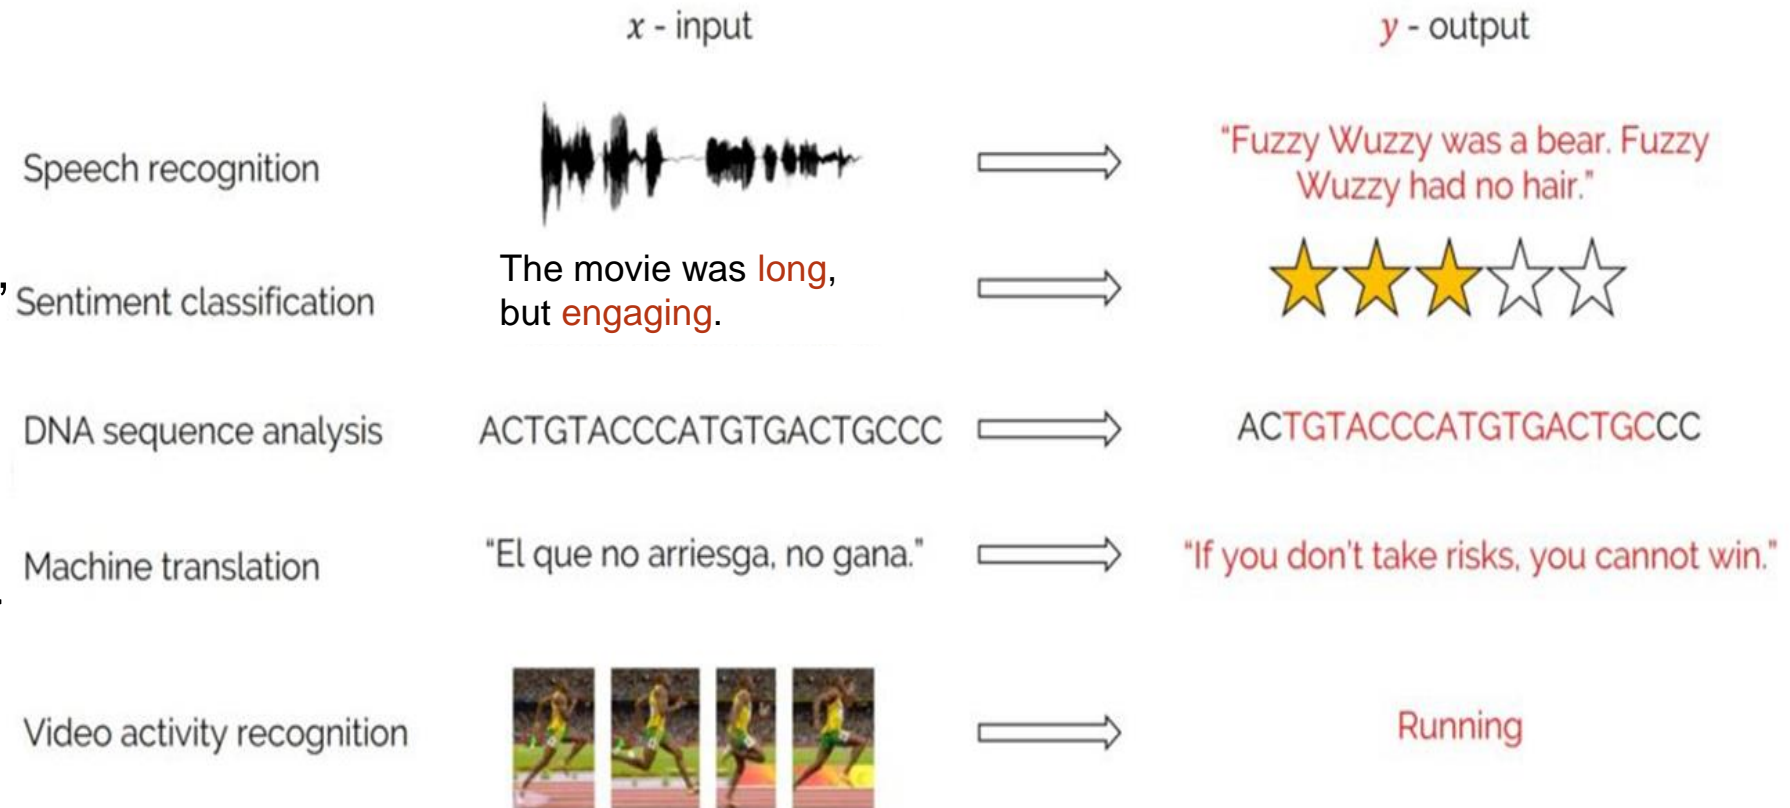 x - input
y - output
Speech recognition
"Fuzzy Wuzzy was a bear. Fuzzy
Wuzzy had no hair."
,
Sentiment classification
The movie was long,
but engaging.
DNA sequence analysis
ACTGTACCCATGTGACTGCCC
ACTGTACCCATGTGACTGCCC
Machine translation
"El que no arriesga, no gana."
"If you don't take risks, you cannot win."
.
Video activity recognition
Running